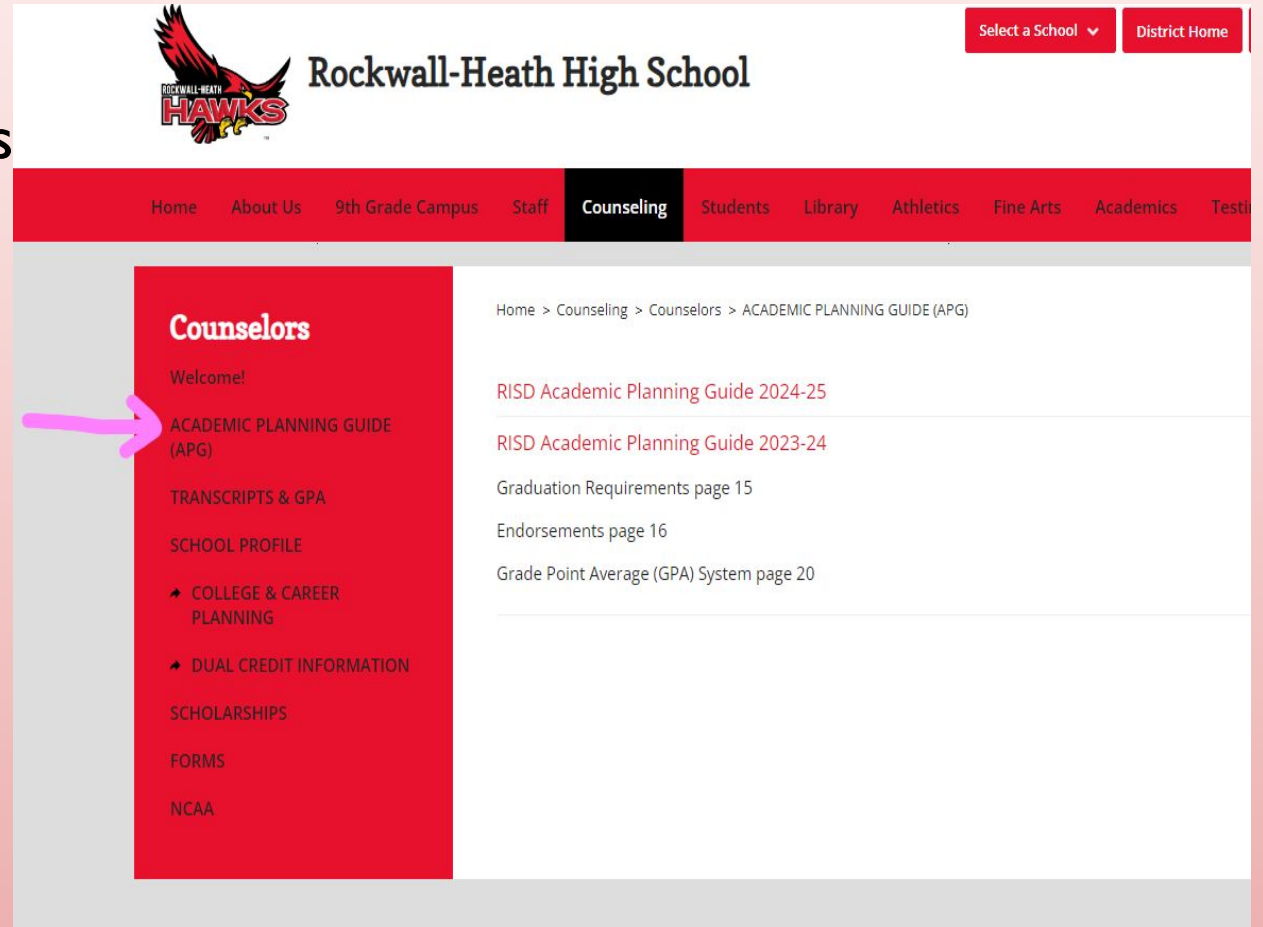 Select a School
District Home
ROCKWALL-HEATH
HAWKS
TM
Rockwall-Heath High School
s
Home About Us 9th Grade Campus Staff Counseling Students Library Athletics Fine Arts Academics Testin
Counselors
Welcome!
ACADEMIC PLANNING GUIDE
(APG)
TRANSCRIPTS & GPA
SCHOOL PROFILE
COLLEGE & CAREER
PLANNING
DUAL CREDIT INFORMATION
SCHOLARSHIPS
FORMS
NCAA
Home > Counseling > Counselors > ACADEMIC PLANNING GUIDE (APG)
RISD Academic Planning Guide 2024-25
RISD Academic Planning Guide 2023-24
Graduation Requirements page 15
Endorsements page 16
Grade Point Average (GPA) System page 20